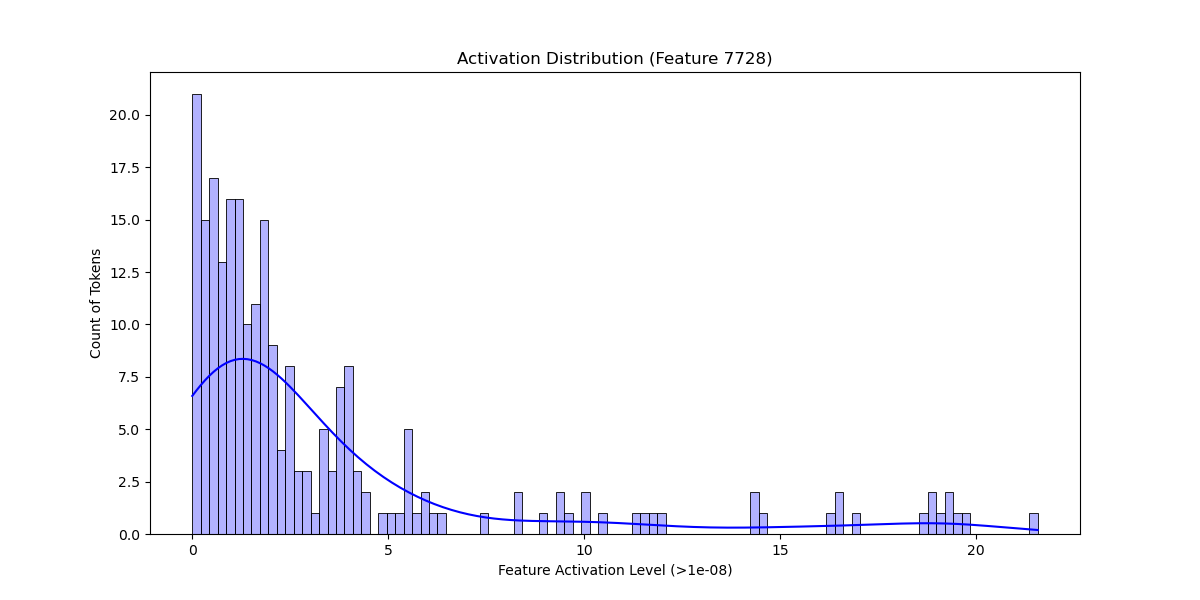 Activation Distribution (Feature 7728)
Count of Tokens
20.0
17.5
15.0
12.5
10.0
7.5
5.0
2.5
0.0
0 5 10 15 20
Feature Activation Level (>1e-08)